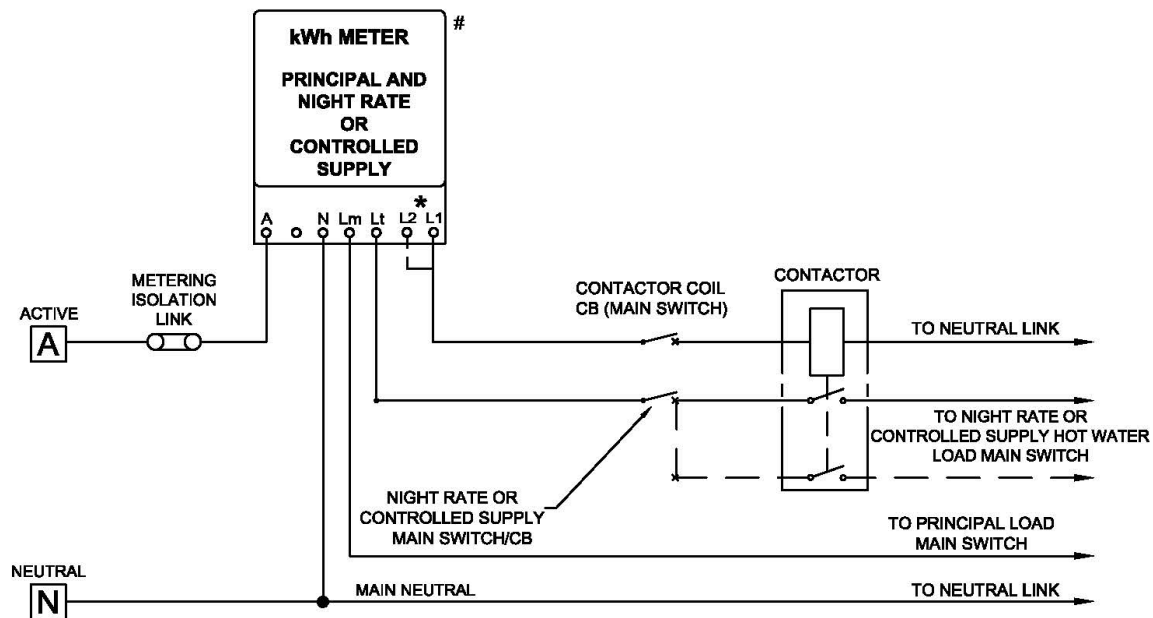 kWh METER
#
PRINCIPAL AND
NIGHT RATE
OR
CONTROLLED
SUPPLY
*
A N Lm Lt L2 L1
METERING
ISOLATION
LINK
ACTIVE
A
CONTACTOR COIL
CB (MAIN SWITCH)
CONTACTOR
TO NEUTRAL LINK
TO NIGHT RATE OR
CONTROLLED SUPPLY HOT WATER
LOAD MAIN SWITCH
NIGHT RATE OR
CONTROLLED SUPPLY
MAIN SWITCH/CB
TO PRINCIPAL LOAD
MAIN SWITCH
NEUTRAL
N
MAIN NEUTRAL
TO NEUTRAL LINK